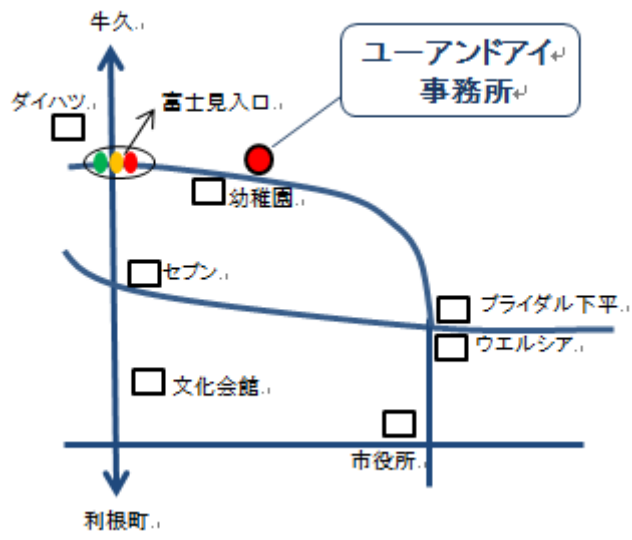 牛久
ユーアンドアイ
事務所
ダイハツ
富士見入口
幼稚園
セブン
ブライダル下平
ウエルシア
文化会館
市役所
利根町